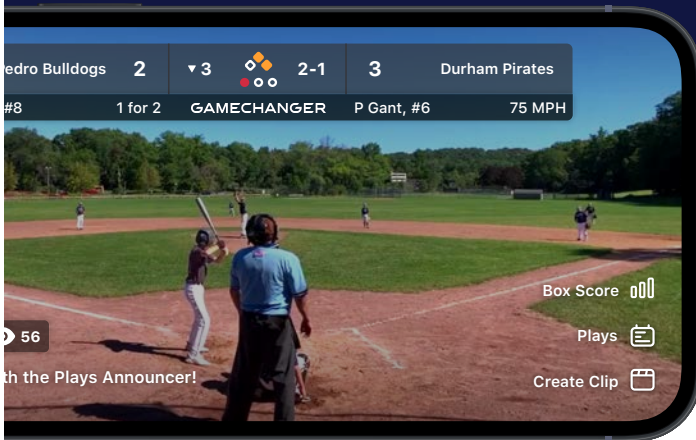 edro Bulldogs 2 ▼ 3 2-1 3 Durham Pirates
#8 1 for 2 GAMECHANGER P Gant, #6 75 MPH
Box Score
56
Plays
th the Plays Announcer!
Create Clip